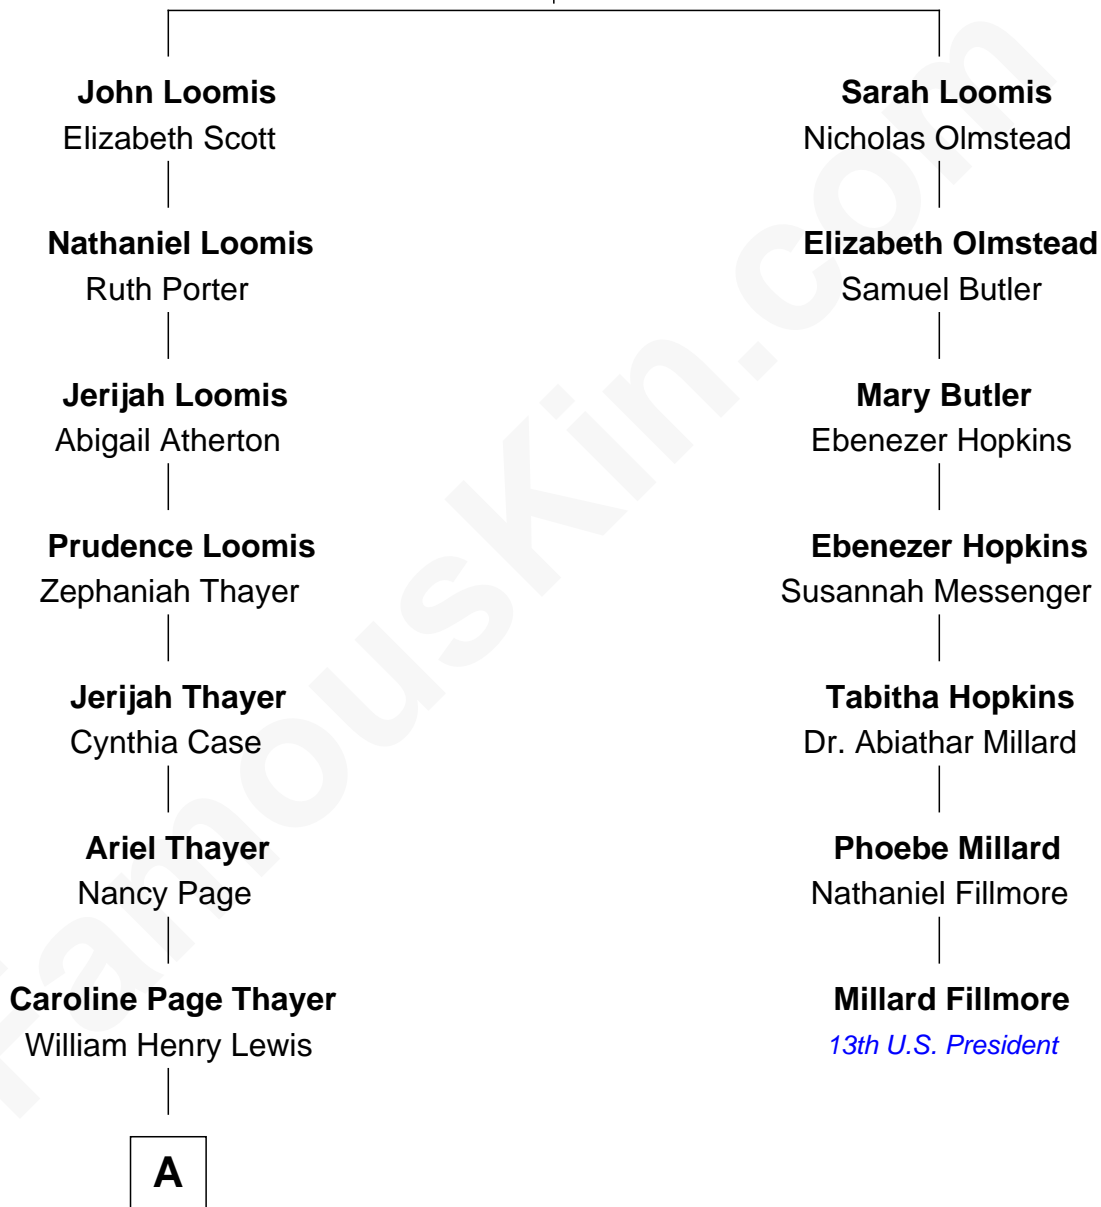 John Loomis
Elizabeth Scott
Sarah Loomis
Nicholas Olmstead
Nathaniel Loomis
Ruth Porter
Elizabeth Olmstead
Samuel Butler
Jerijah Loomis
Abigail Atherton
Mary Butler
Ebenezer Hopkins
Prudence Loomis
Zephaniah Thayer
Ebenezer Hopkins
Susannah Messenger
Jerijah Thayer
Cynthia Case
Tabitha Hopkins
Dr. Abiathar Millard
Ariel Thayer
Nancy Page
Phoebe Millard
Nathaniel Fillmore
Caroline Page Thayer
William Henry Lewis
Millard Fillmore
13th U.S. President
A
FamousKin.com